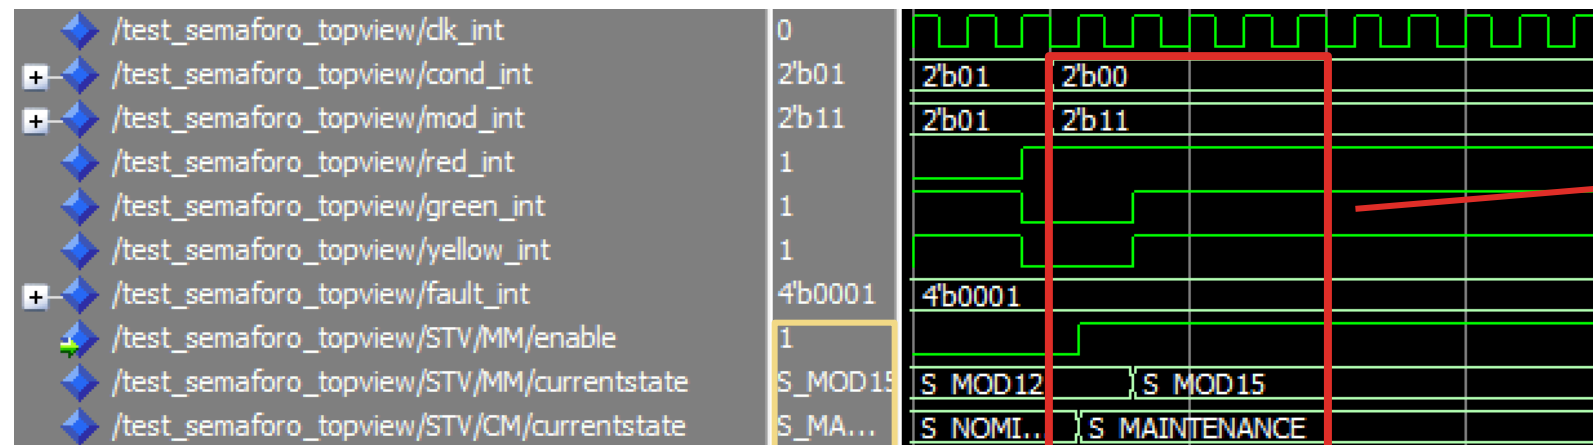 /test_semaforo_topview/clk_int 0
/test_semaforo_topview/cond_int 2'b01 2'b01 2'b00
/test_semaforo_topview/mod_int 2'b11 2'b01 2'b11
/test_semaforo_topview/red_int 1
/test_semaforo_topview/green_int 1
/test_semaforo_topview/yellow_int 1
/test_semaforo_topview/fault_int 4'b0001 4'b0001
/test_semaforo_topview/STV/MM/enable 1
/test_semaforo_topview/STV/MM/currentstate S_MOD15 S_MOD12 S_MOD15
/test_semaforo_topview/STV/CM/currentstate S_MA... S_NOMI... S_MAINTENANCE